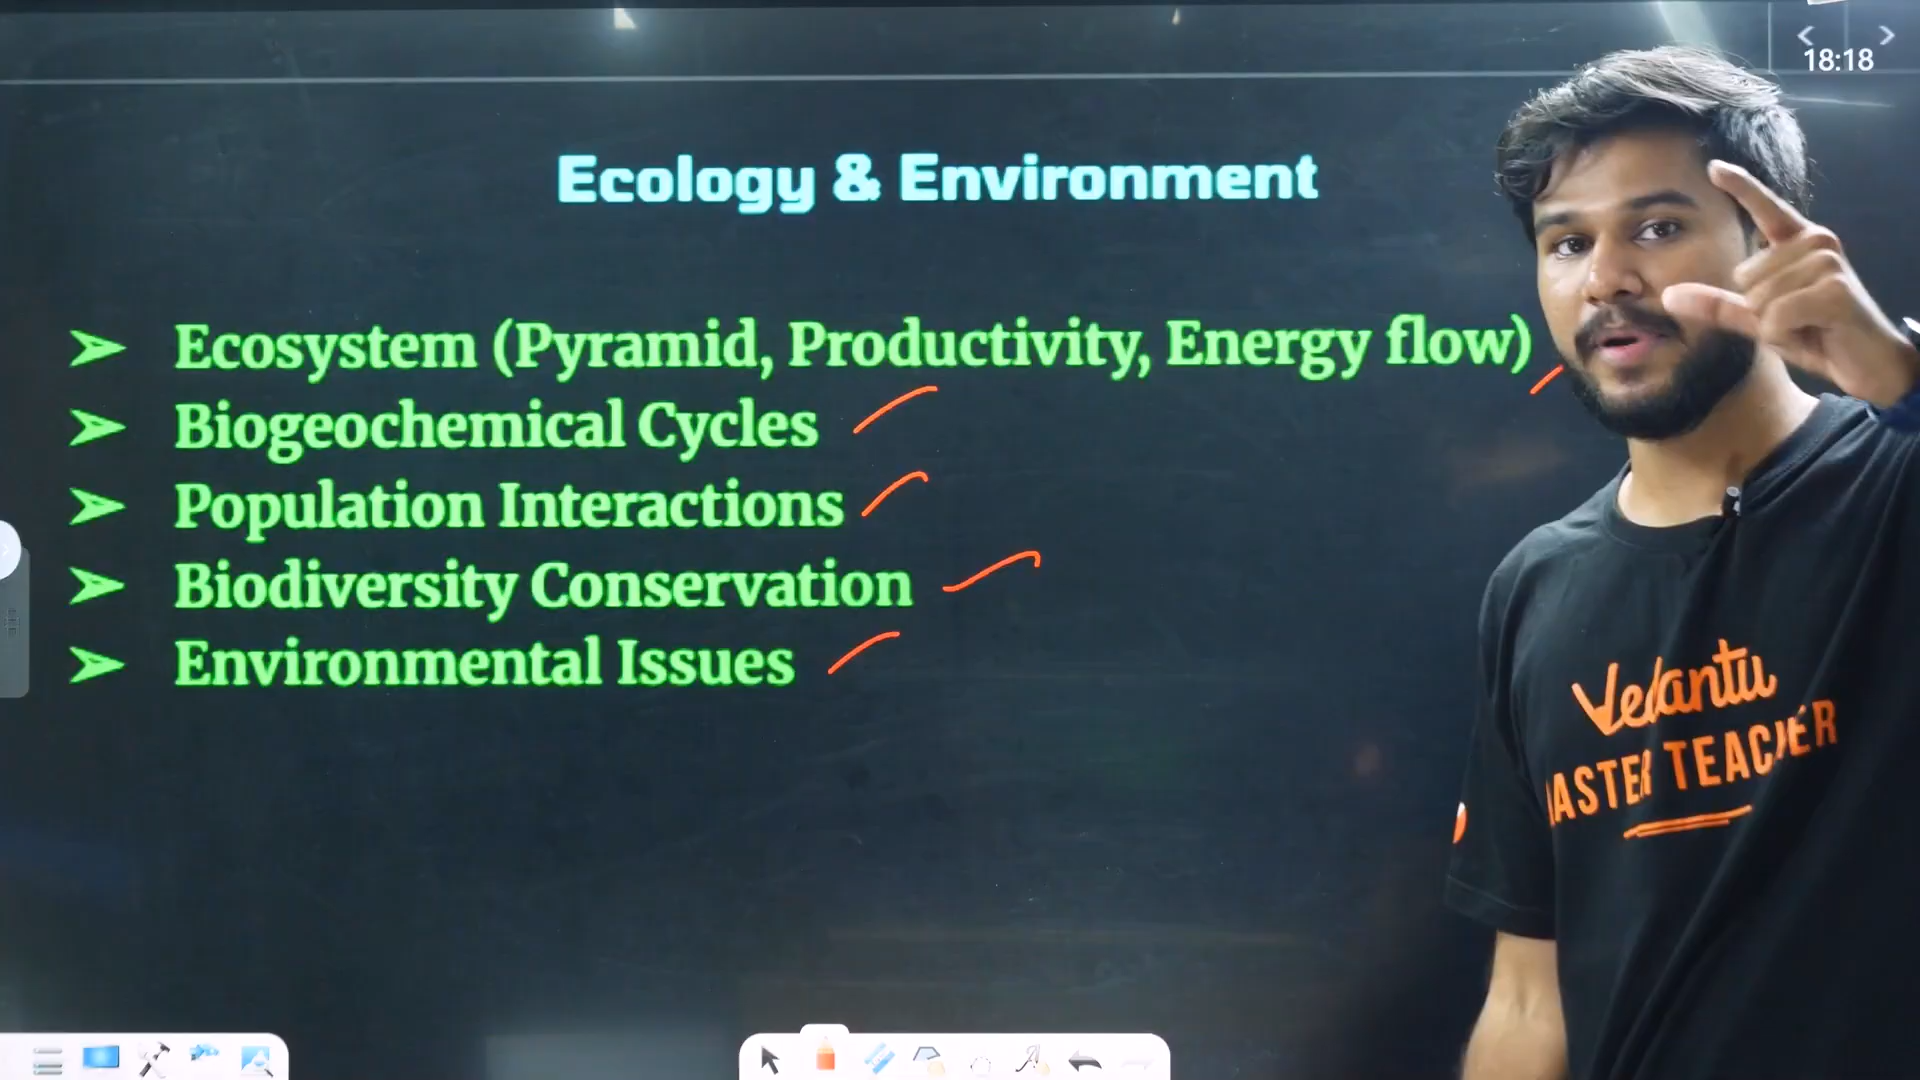 18:18
Ecology & Environment
➤ Ecosystem (Pyramid, Productivity, Energy flow)
➤ Biogeochemical Cycles
➤ Population Interactions
➤ Biodiversity Conservation
➤ Environmental Issues
Vedantu
MASTER TEACHER